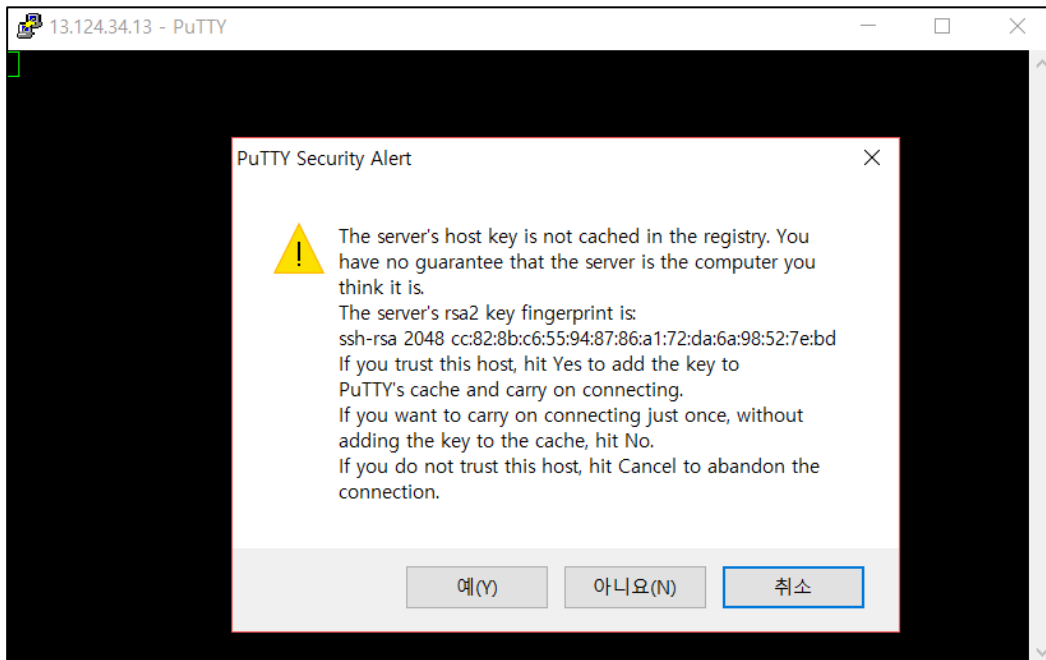 13.124.34.13 - PuTTY
PuTTY Security Alert
The server's host key is not cached in the registry. You
have no guarantee that the server is the computer you
think it is.
The server's rsa2 key fingerprint is:
ssh-rsa 2048 cc:82:8b:c6:55:94:87:86:a1:72:da:6a:98:52:7e:bd
If you trust this host, hit Yes to add the key to
PuTTY's cache and carry on connecting.
If you want to carry on connecting just once, without
adding the key to the cache, hit No.
If you do not trust this host, hit Cancel to abandon the
connection.
예(Y) 아니요(N) 취소